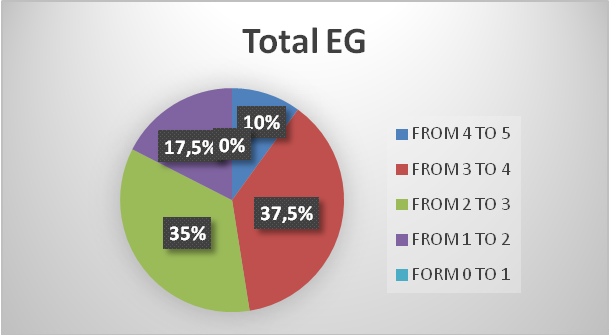 Total EG
10%
17,5%
0%
37,5%
35%
FROM 4 TO 5
FROM 3 TO 4
FROM 2 TO 3
FROM 1 TO 2
FORM 0 TO 1